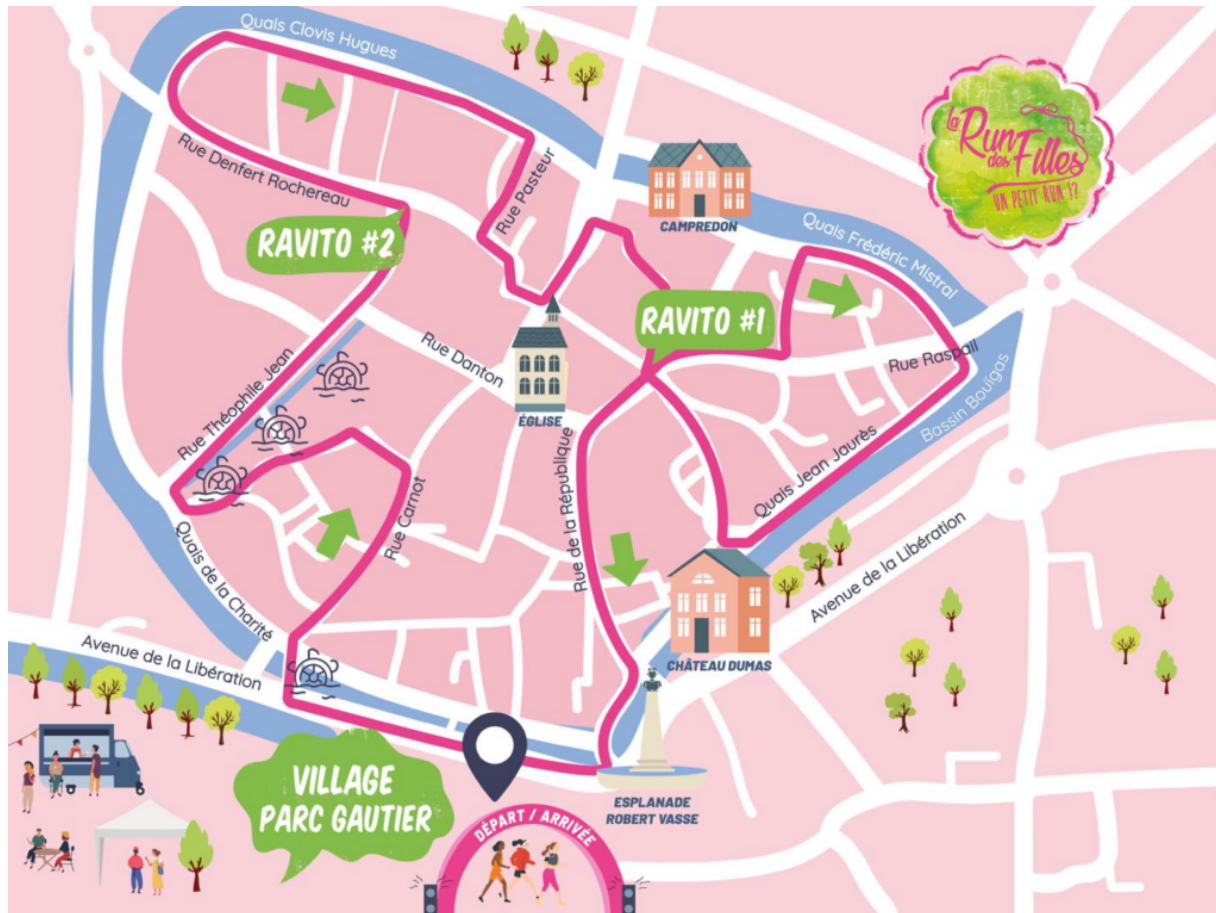 Quais Clovis Hugues
La
Run
des
Filles
UN PETIT RUN !?
Rue Denfert Rochereau
Rue Pasteur
CAMPREDON
Quais Frédéric Mistral
RAVITO #2
RAVITO #1
Rue Danton
Rue Raspail
Bassin Bouigas
Rue Théophile Jean
ÉGLISE
Quais Jean Jaurès
Rue de la République
Rue Carnot
Quais de la Charité
Avenue de la Libération
Avenue de la Libération
CHÂTEAU DUMAS
VILLAGE
PARC GAUTIER
ESPLANADE
ROBERT VASSE
DÉPART / ARRIVÉE